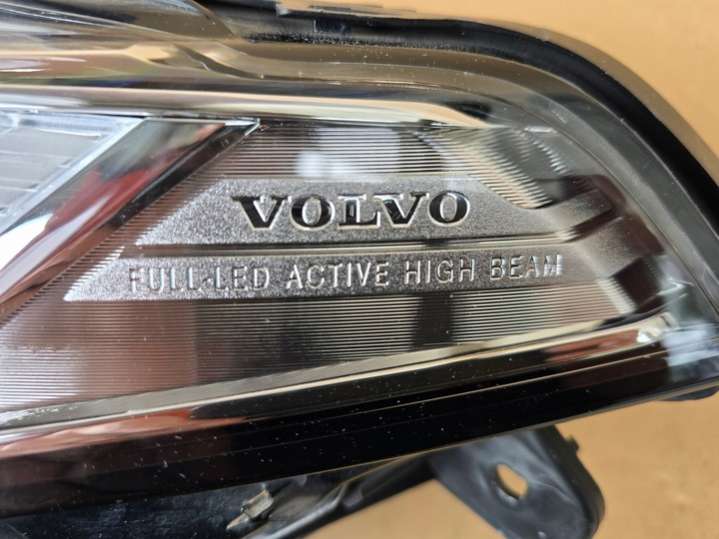 VOLVO
FULL-LED ACTIVE HIGH BEAM